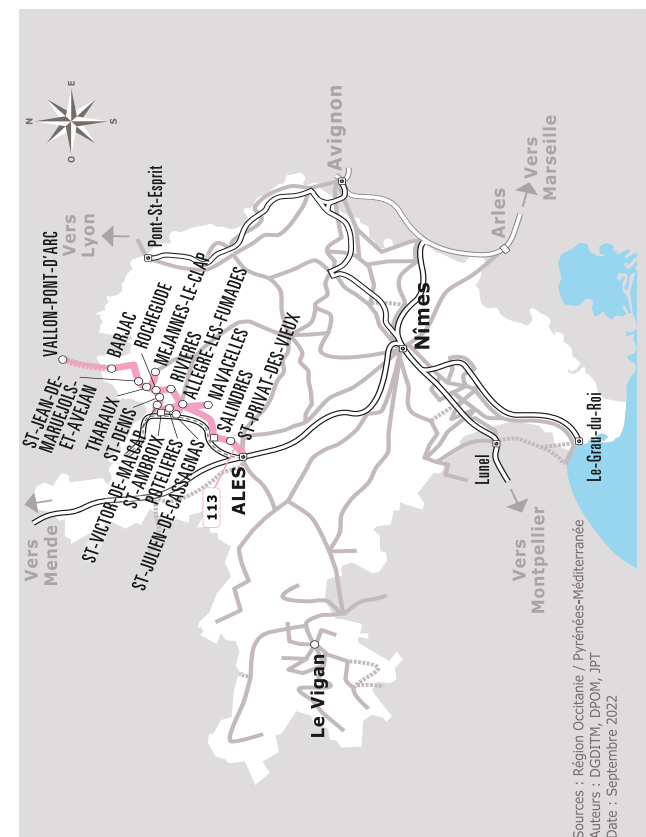 N
E
S
O
Vers
Lyon
Pont-St-Esprit
Avignon
Arles
Vers
Marseille
VALLON-PONT-D'ARC
BARJAC
ROCHEGUDE
MEJANNES-LE-CLAP
RIVIERES
ALLEGRE-LES-FUMADES
NAVACELLES
SALINDRES
ST-PRIVAT-DES-VIEUX
ST-JEAN-DE-
MARUEJOLS-
ET-AVEJAN
THARAUX
ST-DENIS
ST-VICTOR-DE-MALCAP
ST-AMBROIX
POTELIERES
ST-JULIEN-DE-CASSAGNAS
113
ALES
Nîmes
Vers
Mende
Lunel
Le-Grau-du-Roi
Vers
Montpellier
Le Vigan
Sources : Région Occitanie / Pyrénées-Méditerranée
Auteurs : DGDITM, DPOM, JPT
Date : Septembre 2022